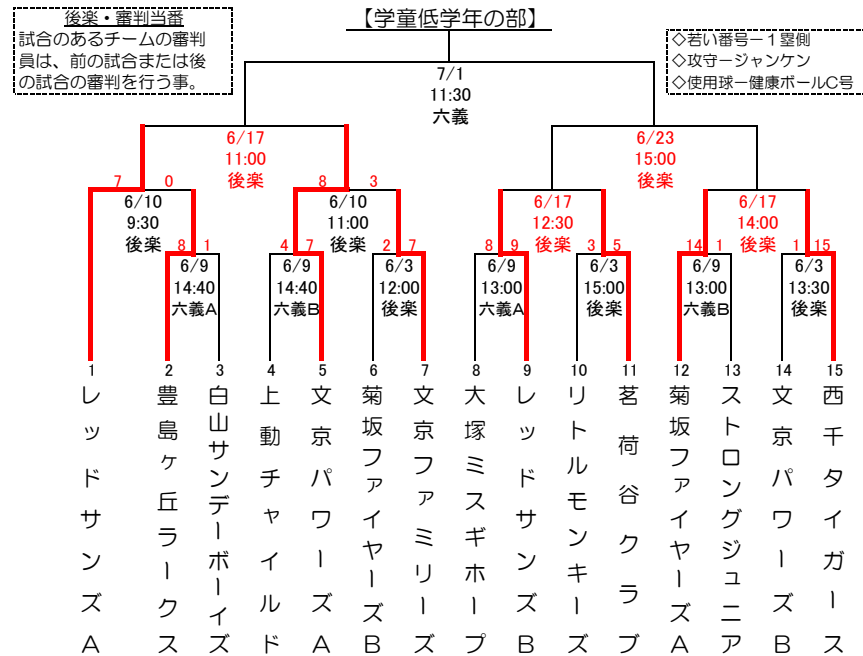 【学童低学年の部】
後楽・審判当番
試合のあるチームの審判
員は、前の試合または後
の試合の審判を行う事。
◇若い番号－１塁側
◇攻守－ジャンケン
◇使用球－健康ボールC号
7/1
11:30
六義
6/17
11:00
後楽
6/23
15:00
後楽
7 0
6/10
9:30
後楽
8 3
6/10
11:00
後楽
6/17
12:30
後楽
6/17
14:00
後楽
8 1
6/9
14:40
六義A
4 7
6/9
14:40
六義B
2 7
6/3
12:00
後楽
8 9
6/9
13:00
六義A
3 5
6/3
15:00
後楽
14 1
6/9
13:00
六義B
1 15
6/3
13:30
後楽
1
レッドサンズA
2
豊島ヶ丘ラークス
3
白山サンデーボーイズ
4
上動チャイルド
5
文京パワーズA
6
菊坂ファイヤーズB
7
文京ファミリーズ
8
大塚ミスギホープ
9
レッドサンズB
10
リトルモンキーズ
11
茗荷谷クラブ
12
菊坂ファイヤーズA
13
ストロングジュニア
14
文京パワーズB
15
西千タイガース